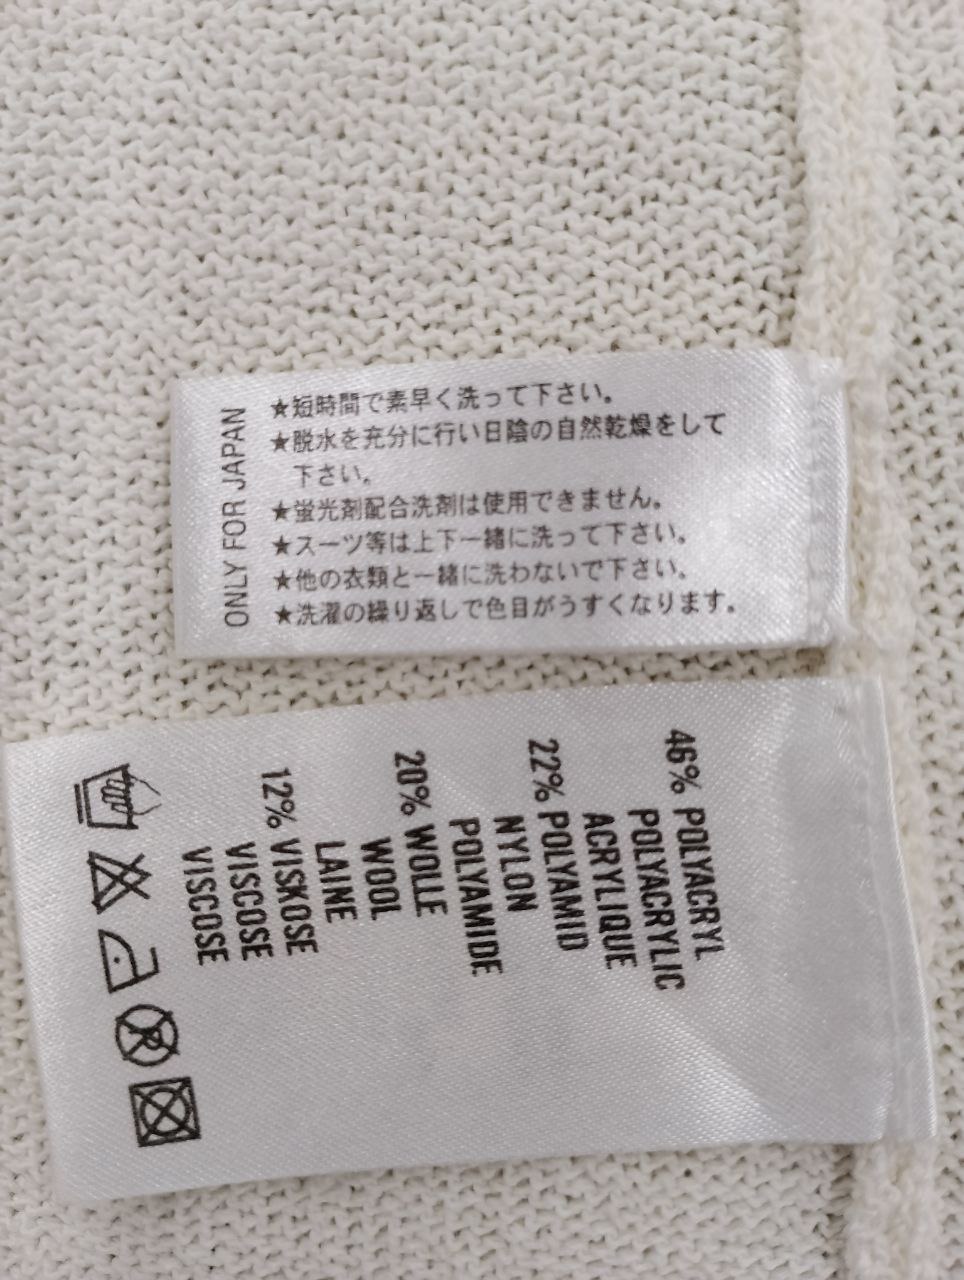 ONLY FOR JAPAN
★短時間で素早く洗って下さい。
★脱水を充分に行い日陰の自然乾燥をして
下さい。
★蛍光剤配合洗剤は使用できません。
★スーツ等は上下一緒に洗って下さい。
★他の衣類と一緒に洗わないで下さい。
★洗濯の繰り返しで色目がうすくなります。
46% POLYACRYL
POLYACRYLIC
ACRYLIQUE
22% POLYAMID
NYLON
POLYAMIDE
20% WOLLE
WOOL
LAINE
12% VISKOSE
VISCOSE
VISCOSE